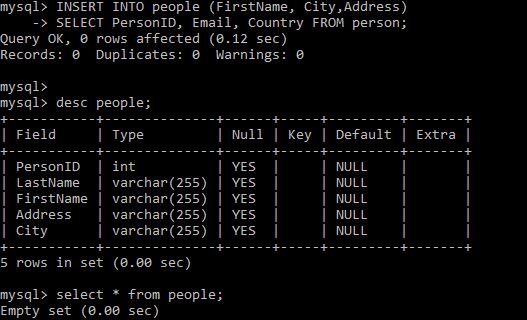 mysql> INSERT INTO people (FirstName, City,Address)
    -> SELECT PersonID, Email, Country FROM person;
Query OK, 0 rows affected (0.12 sec)
Records: 0  Duplicates: 0  Warnings: 0
mysql>
mysql> desc people;
+-----------+--------------+------+-----+---------+-------+
| Field     | Type         | Null | Key | Default | Extra |
+-----------+--------------+------+-----+---------+-------+
| PersonID  | int          | YES  |     | NULL    |       |
| LastName  | varchar(255) | YES  |     | NULL    |       |
| FirstName | varchar(255) | YES  |     | NULL    |       |
| Address   | varchar(255) | YES  |     | NULL    |       |
| City      | varchar(255) | YES  |     | NULL    |       |
+-----------+--------------+------+-----+---------+-------+
5 rows in set (0.00 sec)
mysql> select * from people;
Empty set (0.00 sec)